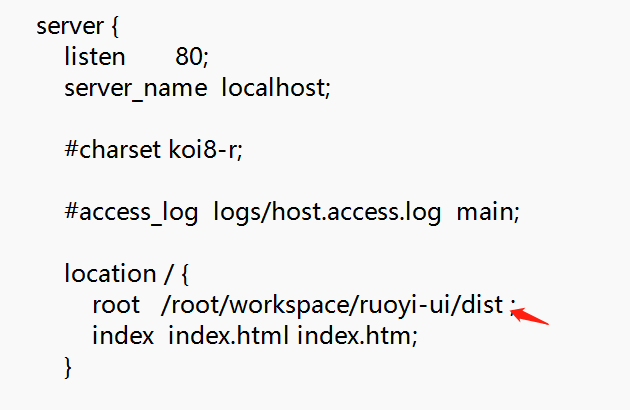 server {
listen 80;
server_name localhost;
#charset koi8-r;
#access_log logs/host.access.log main;
location / {
root /root/workspace/ruoyi-ui/dist ;
index index.html index.htm;
}